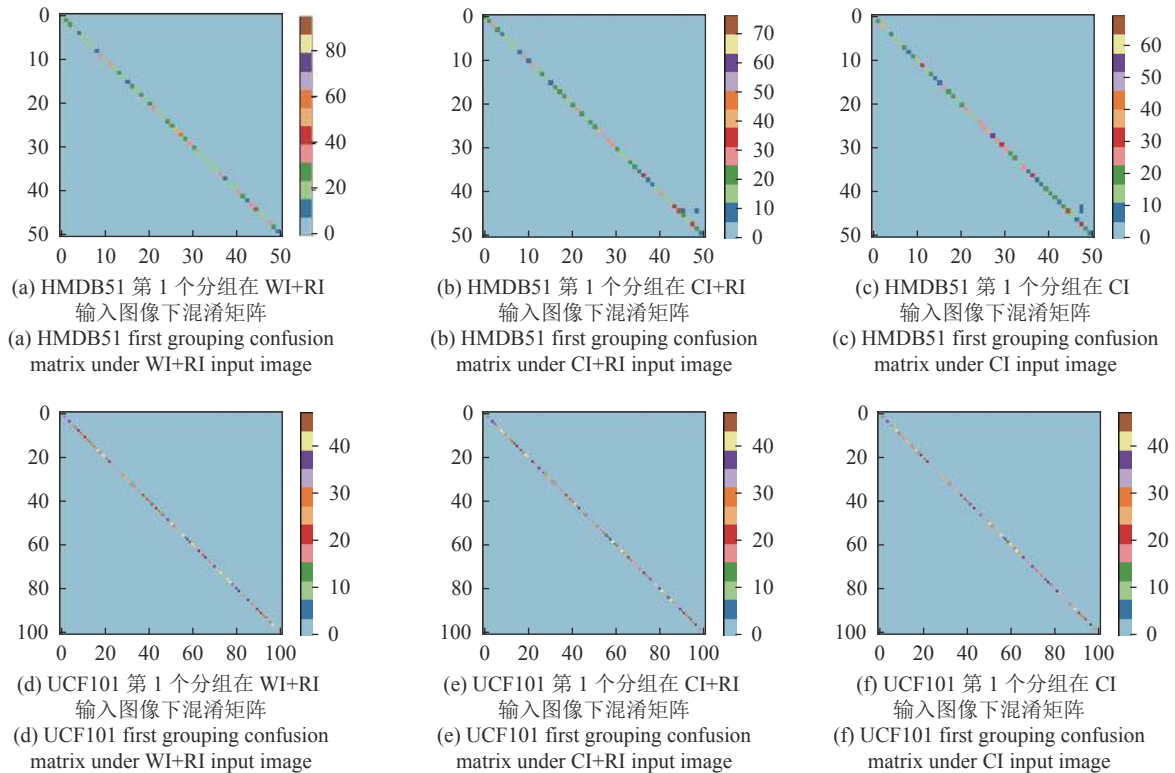 0
10
20
30
40
50
0 10 20 30 40 50
80
60
40
20
0
(a) HMDB51 第 1 个分组在 WI+RI
输入图像下混淆矩阵
(a) HMDB51 first grouping confusion
matrix under WI+RI input image
0
10
20
30
40
50
0 10 20 30 40 50
70
60
50
40
30
20
10
0
(b) HMDB51 第 1 个分组在 CI+RI
输入图像下混淆矩阵
(b) HMDB51 first grouping confusion
matrix under CI+RI input image
0
10
20
30
40
50
0 10 20 30 40 50
60
50
40
30
20
10
0
(c) HMDB51 第 1 个分组在 CI
输入图像下混淆矩阵
(c) HMDB51 first grouping confusion
matrix under CI input image
0
20
40
60
80
100
0 20 40 60 80 100
40
30
20
10
0
(d) UCF101 第 1 个分组在 WI+RI
输入图像下混淆矩阵
(d) UCF101 first grouping confusion
matrix under WI+RI input image
0
20
40
60
80
100
0 20 40 60 80 100
40
30
20
10
0
(e) UCF101 第 1 个分组在 CI+RI
输入图像下混淆矩阵
(e) UCF101 first grouping confusion
matrix under CI+RI input image
0
20
40
60
80
100
0 20 40 60 80 100
40
30
20
10
0
(f) UCF101 第 1 个分组在 CI
输入图像下混淆矩阵
(f) UCF101 first grouping confusion
matrix under CI input image